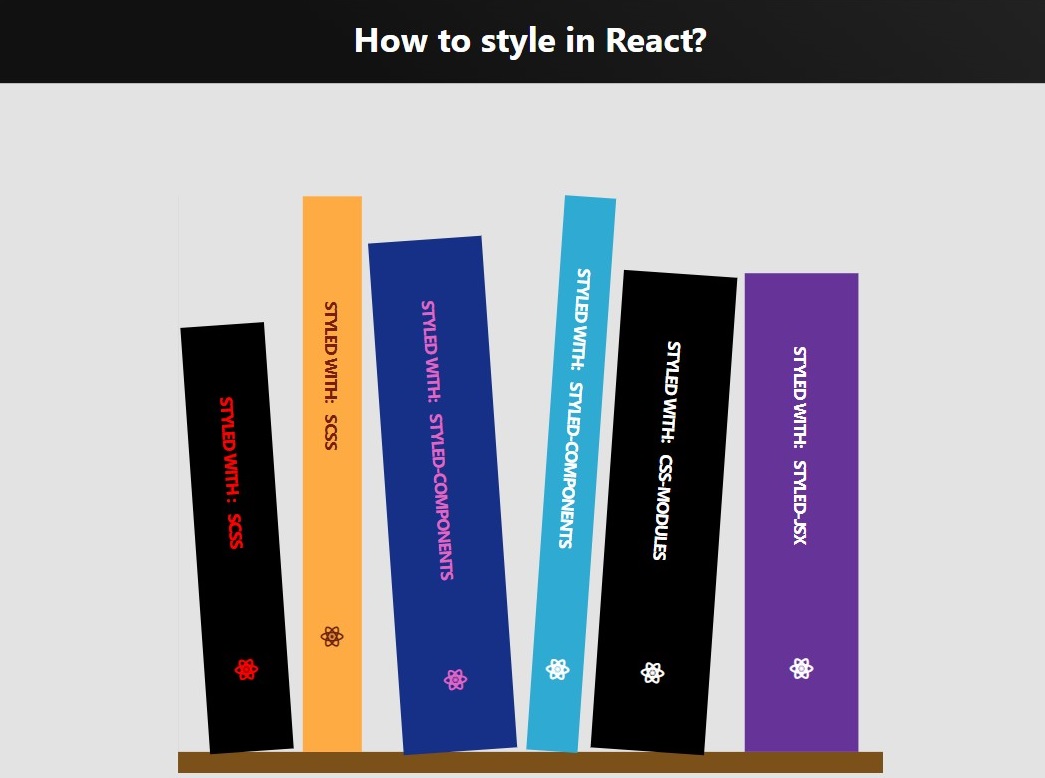 How to style in React?
STYLED WITH : SCSS
STYLED WITH: SCSS
STYLED WITH: STYLED-COMPONENTS
STYLED WITH: STYLED-COMPONENTS
STYLED WITH: CSS-MODULES
STYLED WITH: STYLED-JSX